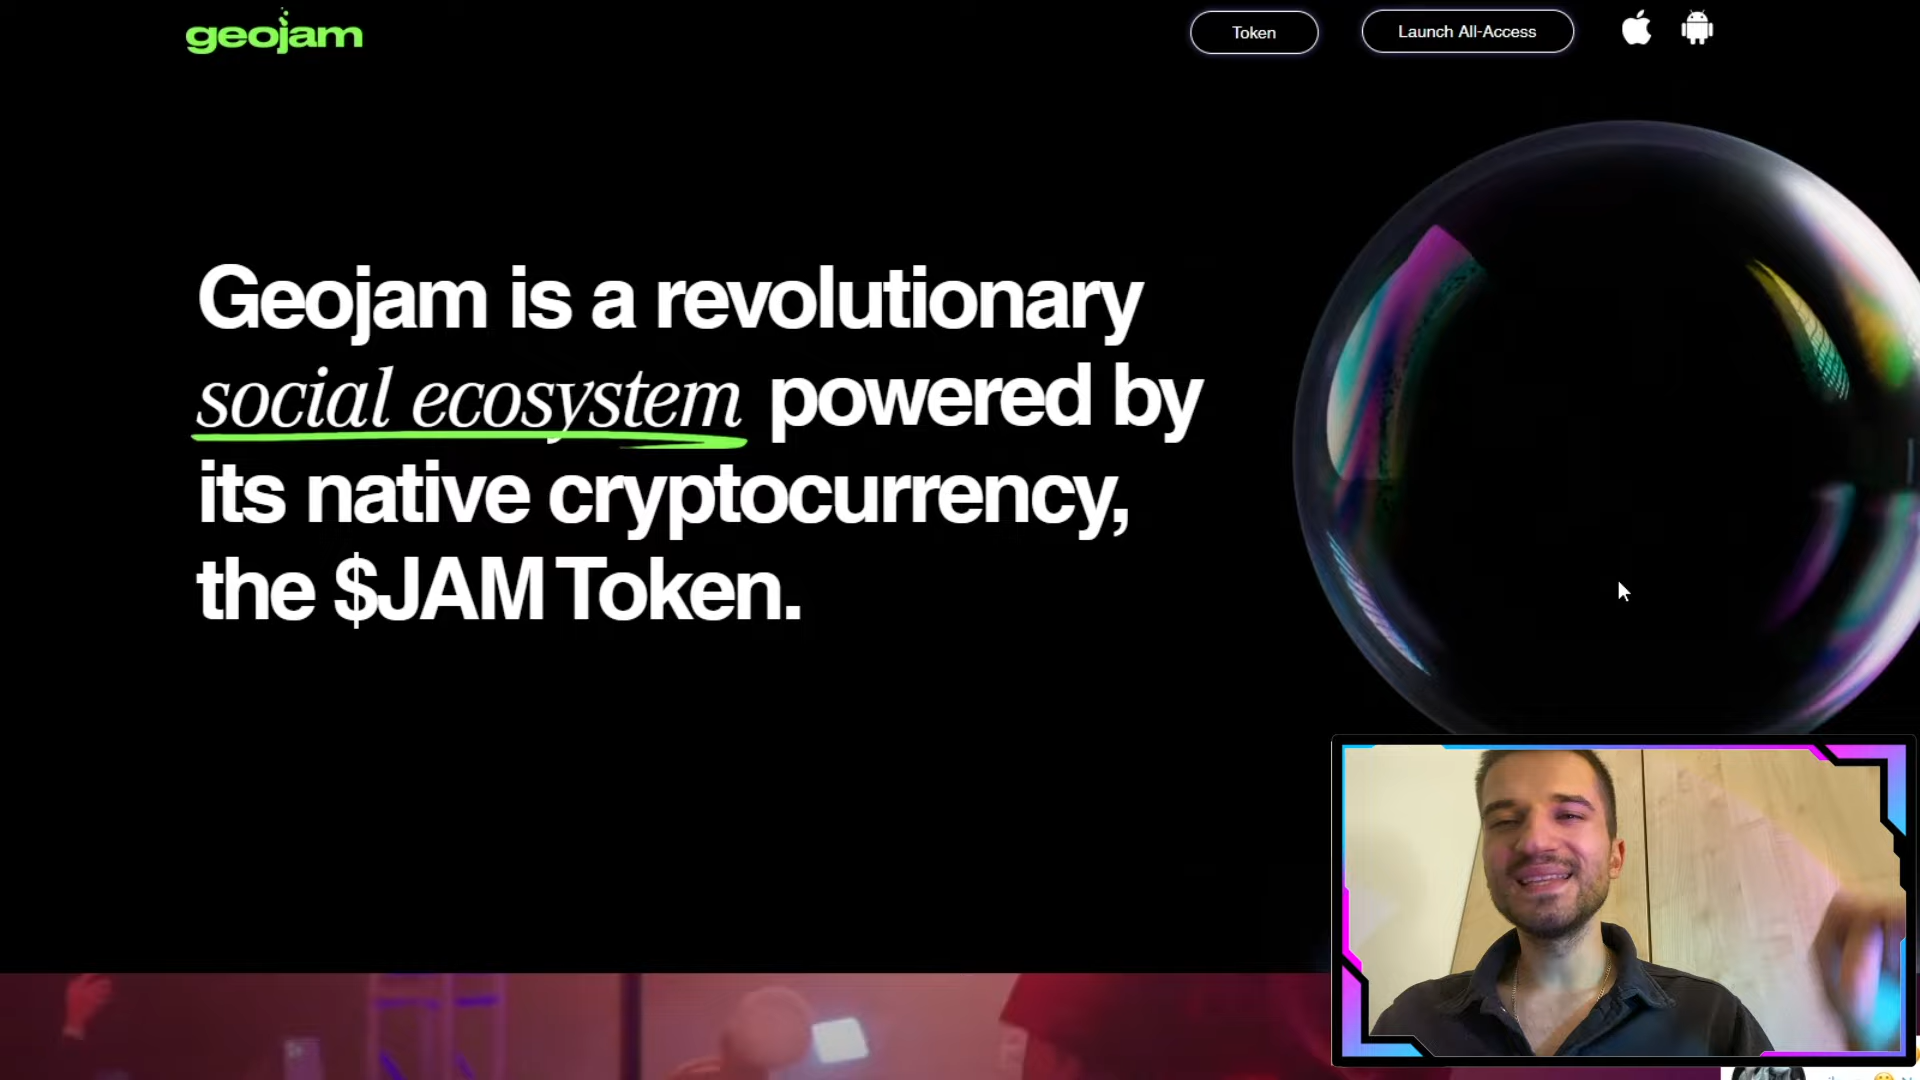 geojam
Token
Launch All-Access
Geojam is a revolutionary
social ecosystem powered by
its native cryptocurrency,
the $JAM Token.